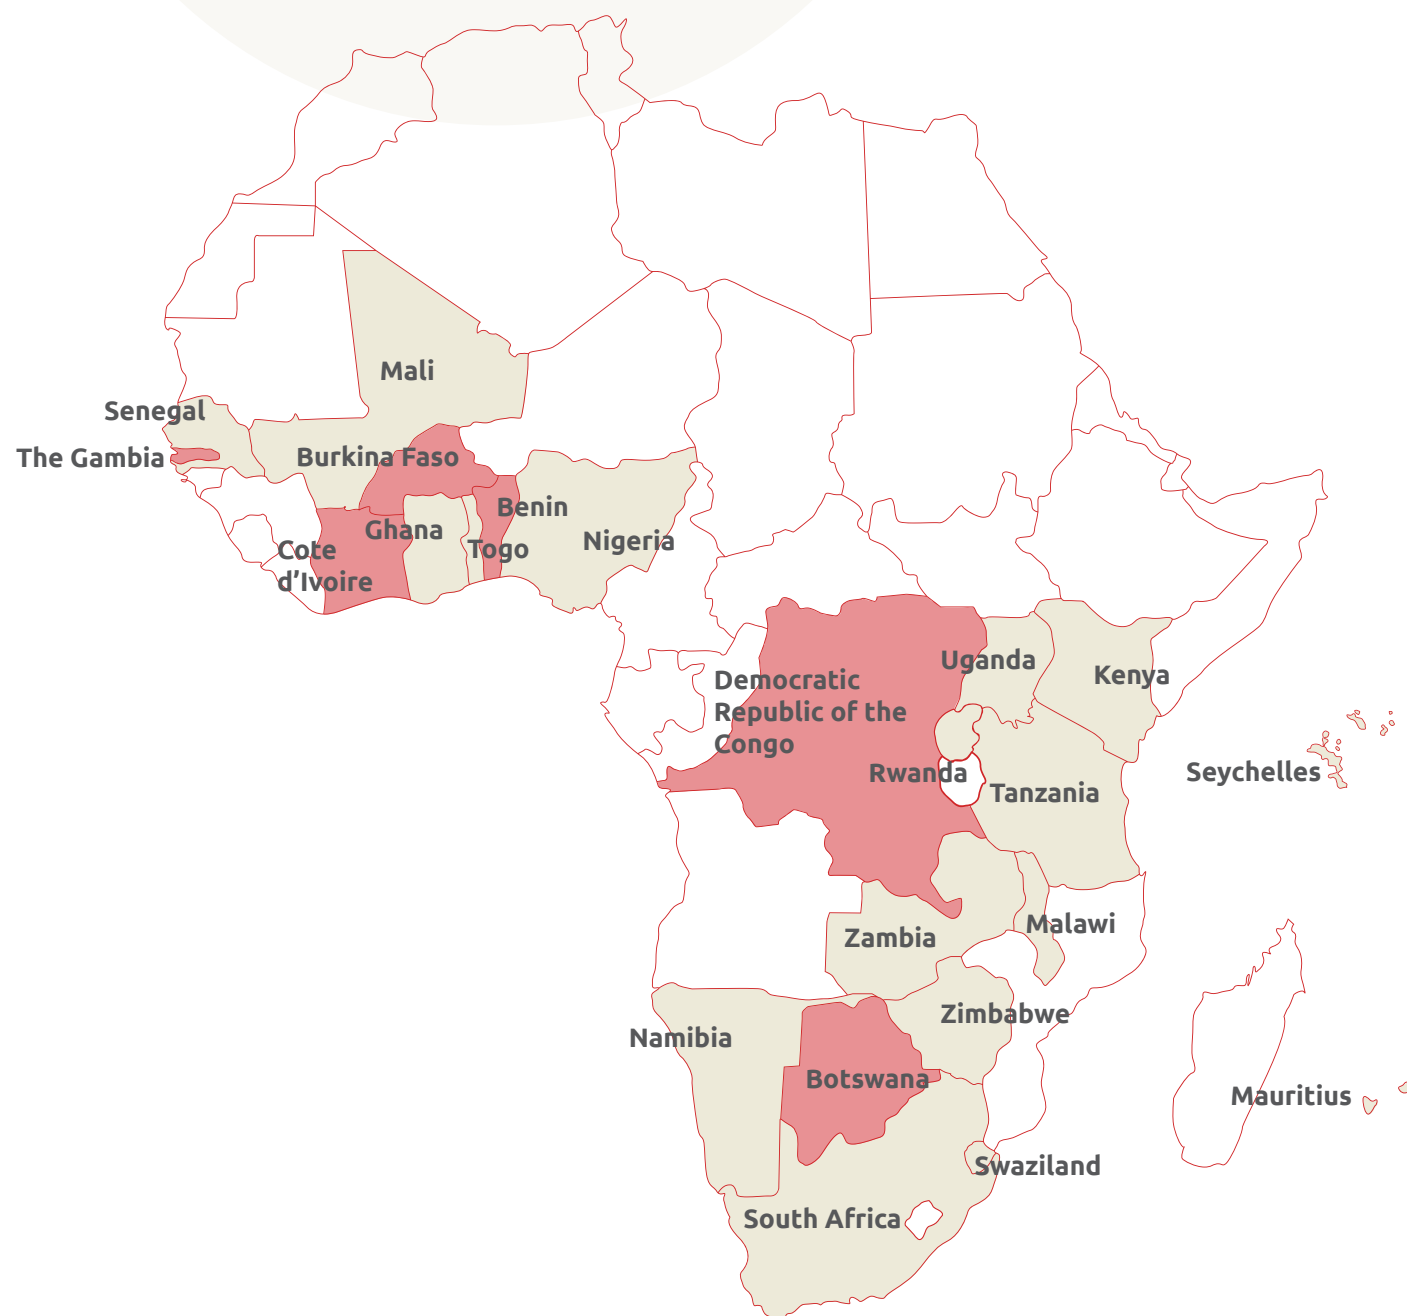 Mali
Senegal
The Gambia
Burkina Faso
Benin
Ghana
Togo
Nigeria
Cote
d’Ivoire
Uganda
Kenya
Democratic
Republic of the
Congo
Rwanda
Tanzania
Seychelles
Malawi
Zambia
Zimbabwe
Namibia
Botswana
Mauritius
Swaziland
South Africa